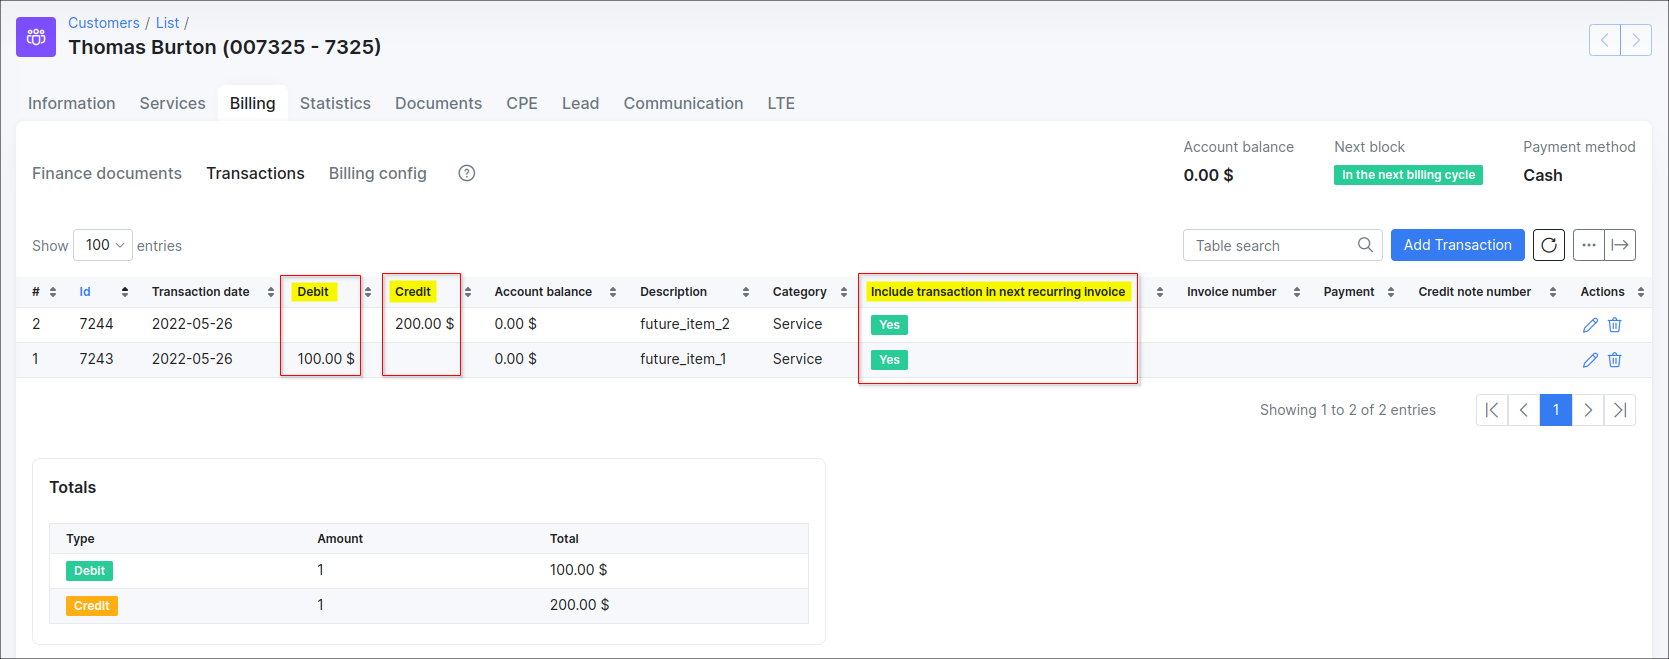 Customers / List /
Thomas Burton (007325 - 7325)
Information Services Billing Statistics Documents CPE Lead Communication LTE
Account balance Next block Payment method
Finance documents Transactions Billing config ?
0.00 $ In the next billing cycle Cash
Show 100 entries Table search Add Transaction
# Id Transaction date Debit Credit Account balance Description Category Include transaction in next recurring invoice Invoice number Payment Credit note number Actions
2 7244 2022-05-26 200.00 $ 0.00 $ future_item_2 Service Yes
1 7243 2022-05-26 100.00 $ 0.00 $ future_item_1 Service Yes
Showing 1 to 2 of 2 entries 1
Totals
Type Amount Total
Debit 1 100.00 $
Credit 1 200.00 $